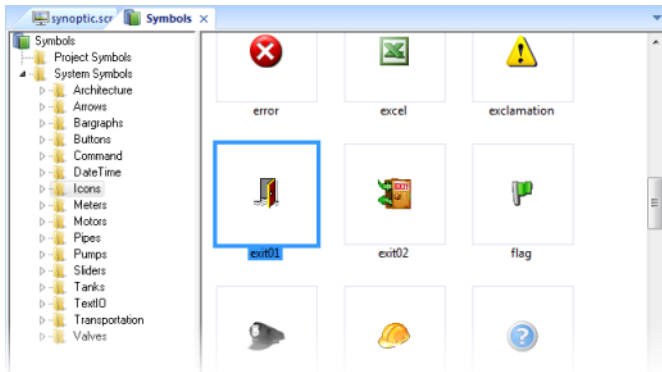 synoptic.scr
Symbols
Symbols
Project Symbols
System Symbols
Architecture
Arrows
Bargraphs
Buttons
Command
DateTime
Icons
Meters
Motors
Pipes
Pumps
Sliders
Tanks
TextIO
Transportation
Valves
error excel exclamation
exit01 exit02 flag